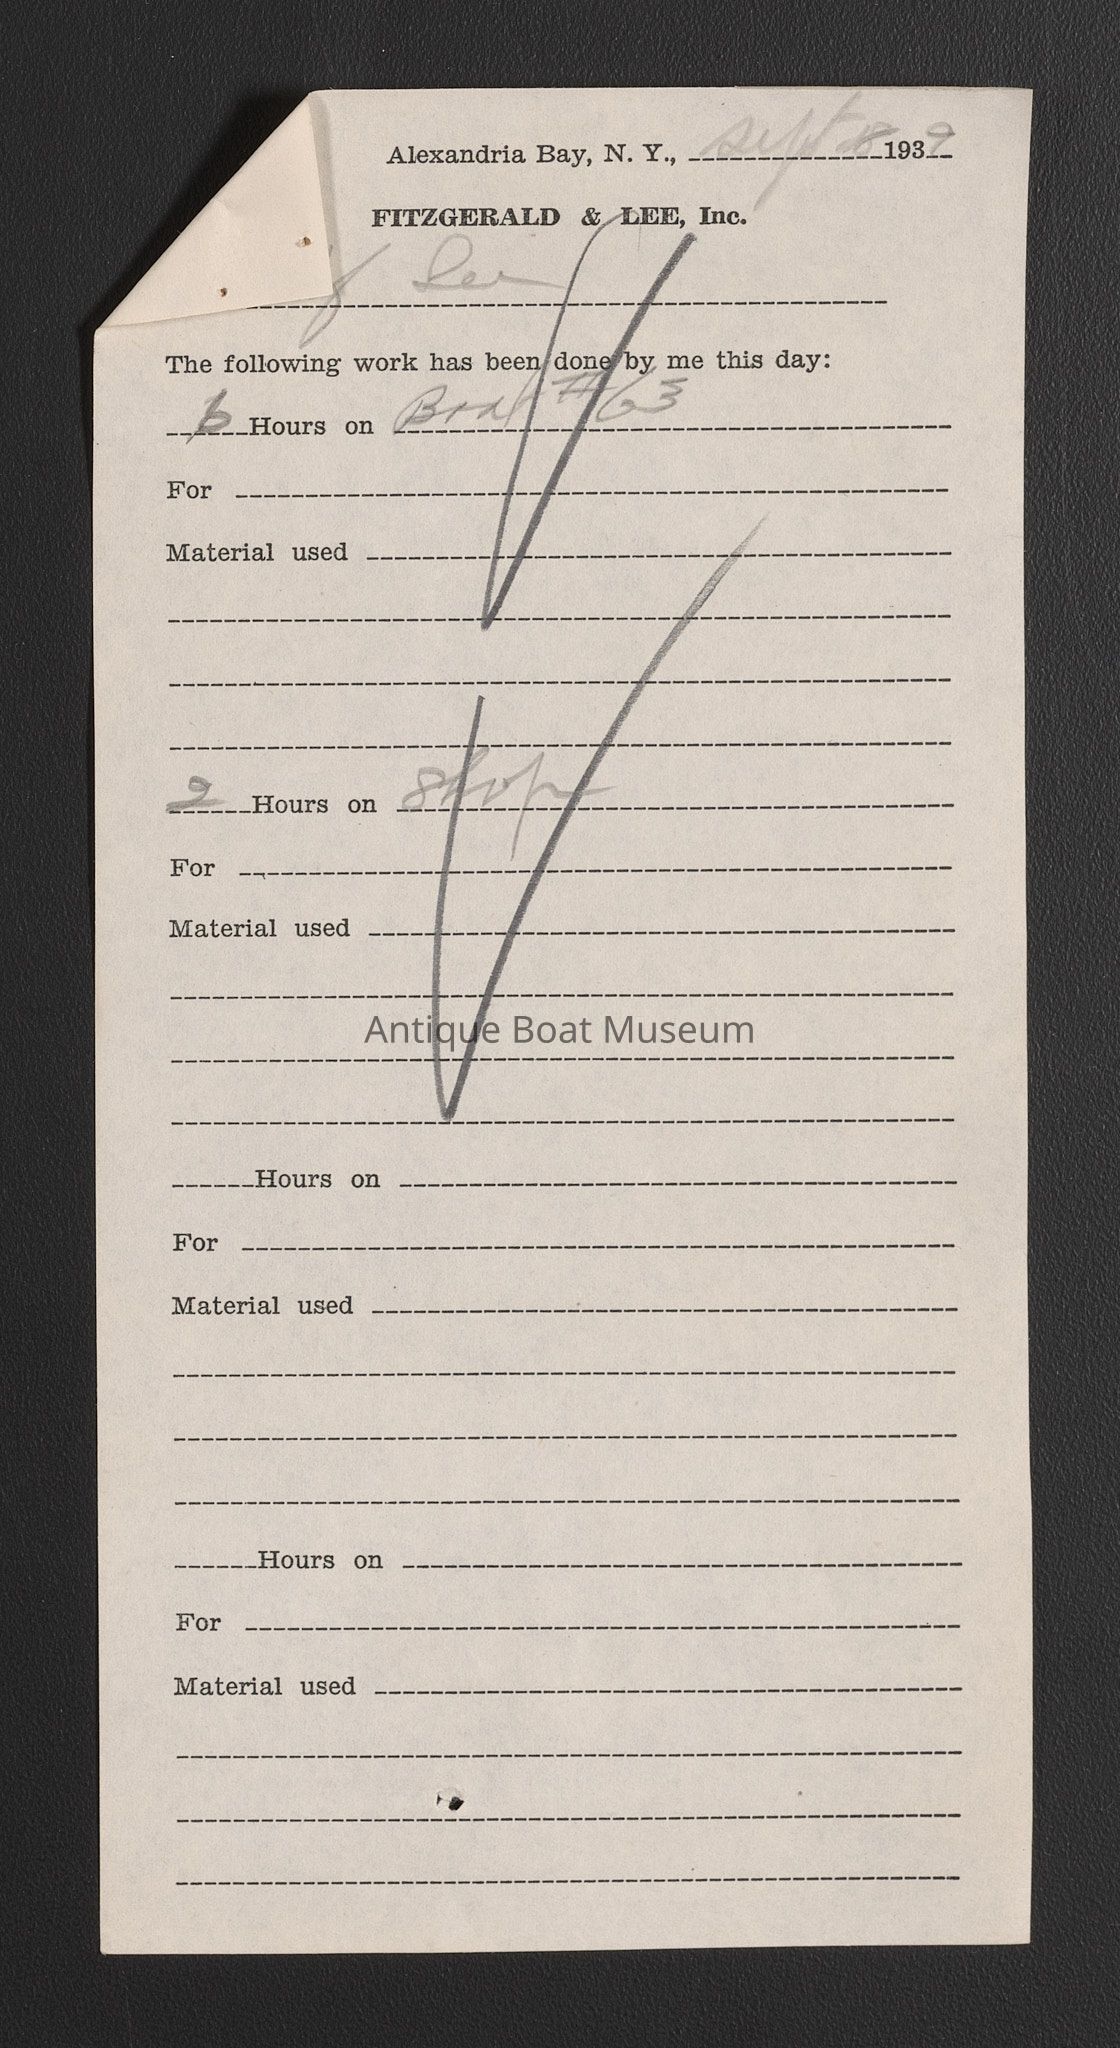 Alexandria Bay, N. Y., Sept 1939
FITZGERALD & LEE, Inc.
Lee
The following work has been done by me this day:
6 Hours on Boat #63
For
Material used
2 Hours on Shop
For
Material used
Antique Boat Museum
Hours on
For
Material used
Hours on
For
Material used